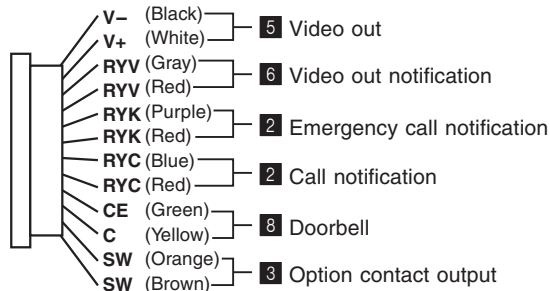 V– (Black)
V+ (White)
5 Video out
RYV (Gray)
RYV (Red)
6 Video out notification
RYK (Purple)
RYK (Red)
2 Emergency call notification
RYC (Blue)
RYC (Red)
2 Call notification
CE (Green)
C (Yellow)
8 Doorbell
SW (Orange)
SW (Brown)
3 Option contact output